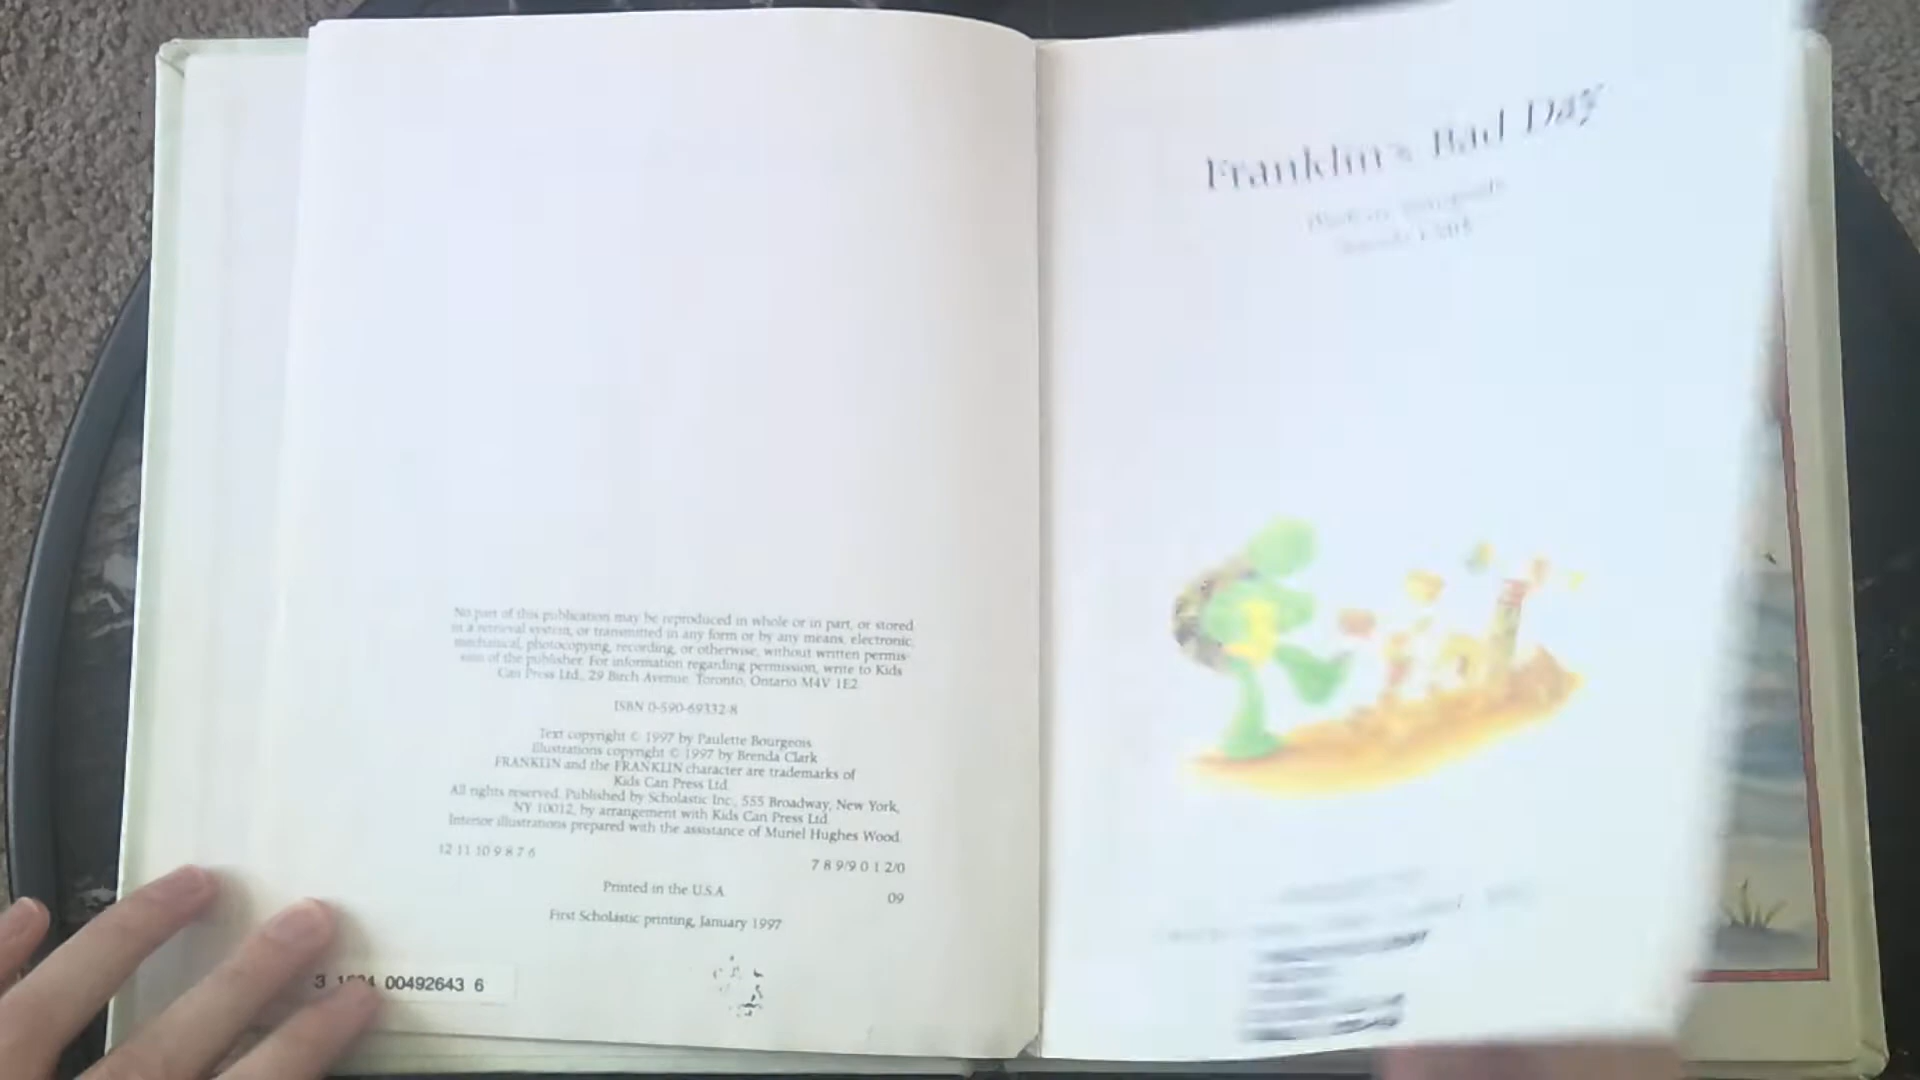 No part of this publication may be reproduced in whole or in part, or stored
in a retrieval system, or transmitted in any form or by any means, electronic,
mechanical, photocopying, recording, or otherwise, without written permis-
sion of the publisher. For information regarding permission, write to Kids
Can Press Ltd., 29 Birch Avenue, Toronto, Ontario M4V 1E2.
ISBN 0-590-69332-8
Text copyright © 1997 by Paulette Bourgeois.
Illustrations copyright © 1997 by Brenda Clark
FRANKLIN and the FRANKLIN character are trademarks of
Kids Can Press Ltd.
All rights reserved. Published by Scholastic Inc., 555 Broadway, New York,
NY 10012, by arrangement with Kids Can Press Ltd.
Interior illustrations prepared with the assistance of Muriel Hughes Wood.
12 11 10 9 8 7 6
7 8 9/9 0 1 2/0
Printed in the U.S.A.
09
First Scholastic printing, January 1997
3 00492643 6
Franklin's Bad Day